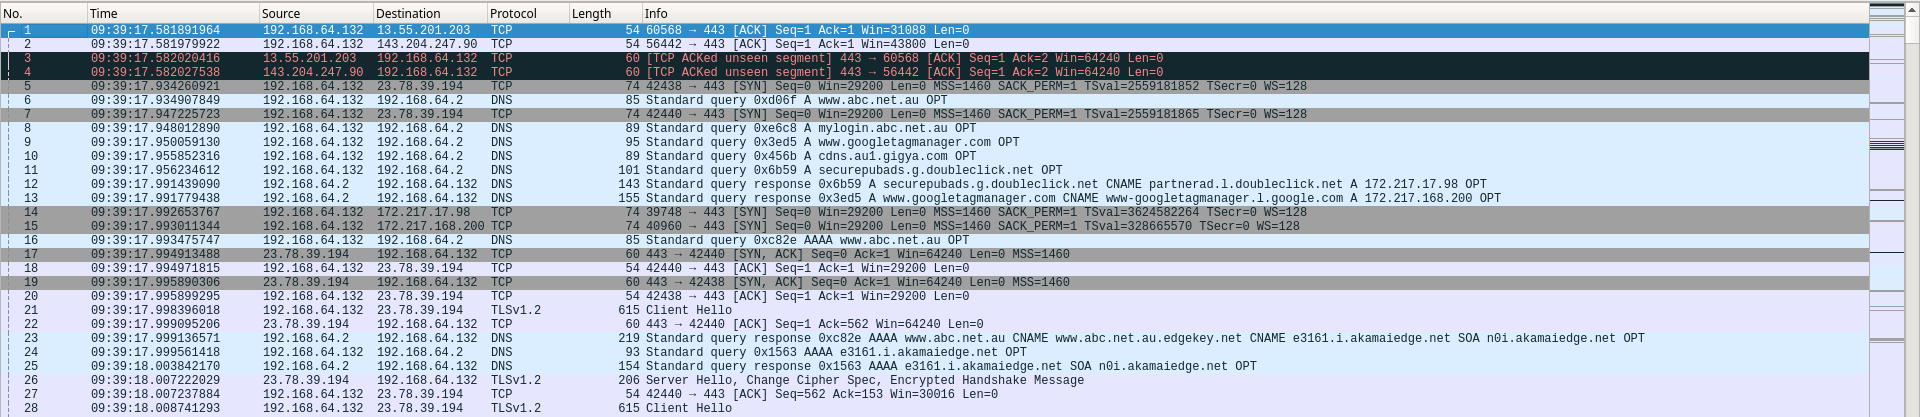 No. Time Source Destination Protocol Length Info
1 09:39:17.581891964 192.168.64.132 13.55.201.203 TCP 54 60568 → 443 [ACK] Seq=1 Ack=1 Win=31088 Len=0
2 09:39:17.581979922 192.168.64.132 143.204.247.90 TCP 54 56442 → 443 [ACK] Seq=1 Ack=1 Win=43800 Len=0
3 09:39:17.582020416 13.55.201.203 192.168.64.132 TCP 60 [TCP ACKed unseen segment] 443 → 60568 [ACK] Seq=1 Ack=2 Win=64240 Len=0
4 09:39:17.582027538 143.204.247.90 192.168.64.132 TCP 60 [TCP ACKed unseen segment] 443 → 56442 [ACK] Seq=1 Ack=2 Win=64240 Len=0
5 09:39:17.934260921 192.168.64.132 23.78.39.194 TCP 74 42438 → 443 [SYN] Seq=0 Win=29200 Len=0 MSS=1460 SACK_PERM=1 TSval=2559181852 TSecr=0 WS=128
6 09:39:17.934907849 192.168.64.132 192.168.64.2 DNS 85 Standard query 0xd06f A www.abc.net.au OPT
7 09:39:17.947225723 192.168.64.132 23.78.39.194 TCP 74 42440 → 443 [SYN] Seq=0 Win=29200 Len=0 MSS=1460 SACK_PERM=1 TSval=2559181865 TSecr=0 WS=128
8 09:39:17.948012890 192.168.64.132 192.168.64.2 DNS 89 Standard query 0xe6c8 A mylogin.abc.net.au OPT
9 09:39:17.950059130 192.168.64.132 192.168.64.2 DNS 95 Standard query 0x3ed5 A www.googletagmanager.com OPT
10 09:39:17.955852316 192.168.64.132 192.168.64.2 DNS 89 Standard query 0x456b A cdns.au1.gigya.com OPT
11 09:39:17.956234612 192.168.64.132 192.168.64.2 DNS 101 Standard query 0x6b59 A securepubads.g.doubleclick.net OPT
12 09:39:17.991439090 192.168.64.2 192.168.64.132 DNS 143 Standard query response 0x6b59 A securepubads.g.doubleclick.net CNAME partnerad.l.doubleclick.net A 172.217.17.98 OPT
13 09:39:17.991779438 192.168.64.2 192.168.64.132 DNS 155 Standard query response 0x3ed5 A www.googletagmanager.com CNAME www-googletagmanager.l.google.com A 172.217.168.200 OPT
14 09:39:17.992653767 192.168.64.132 172.217.17.98 TCP 74 39748 → 443 [SYN] Seq=0 Win=29200 Len=0 MSS=1460 SACK_PERM=1 TSval=3624582264 TSecr=0 WS=128
15 09:39:17.993011344 192.168.64.132 172.217.168.200 TCP 74 40960 → 443 [SYN] Seq=0 Win=29200 Len=0 MSS=1460 SACK_PERM=1 TSval=328665570 TSecr=0 WS=128
16 09:39:17.993475747 192.168.64.132 192.168.64.2 DNS 85 Standard query 0xc82e AAAA www.abc.net.au OPT
17 09:39:17.994913488 23.78.39.194 192.168.64.132 TCP 60 443 → 42440 [SYN, ACK] Seq=0 Ack=1 Win=64240 Len=0 MSS=1460
18 09:39:17.994971815 192.168.64.132 23.78.39.194 TCP 54 42440 → 443 [ACK] Seq=1 Ack=1 Win=29200 Len=0
19 09:39:17.995890306 23.78.39.194 192.168.64.132 TCP 60 443 → 42438 [SYN, ACK] Seq=0 Ack=1 Win=64240 Len=0 MSS=1460
20 09:39:17.995899295 192.168.64.132 23.78.39.194 TCP 54 42438 → 443 [ACK] Seq=1 Ack=1 Win=29200 Len=0
21 09:39:17.998396018 192.168.64.132 23.78.39.194 TLSv1.2 615 Client Hello
22 09:39:17.999095206 23.78.39.194 192.168.64.132 TCP 60 443 → 42440 [ACK] Seq=1 Ack=562 Win=64240 Len=0
23 09:39:17.999136571 192.168.64.2 192.168.64.132 DNS 219 Standard query response 0xc82e AAAA www.abc.net.au CNAME www.abc.net.au.edgekey.net CNAME e3161.i.akamaiedge.net SOA n0i.akamaiedge.net OPT
24 09:39:17.999561418 192.168.64.132 192.168.64.2 DNS 93 Standard query 0x1563 AAAA e3161.i.akamaiedge.net OPT
25 09:39:18.003842170 192.168.64.2 192.168.64.132 DNS 154 Standard query response 0x1563 AAAA e3161.i.akamaiedge.net SOA n0i.akamaiedge.net OPT
26 09:39:18.007222029 23.78.39.194 192.168.64.132 TLSv1.2 206 Server Hello, Change Cipher Spec, Encrypted Handshake Message
27 09:39:18.007237884 192.168.64.132 23.78.39.194 TCP 54 42440 → 443 [ACK] Seq=562 Ack=153 Win=30016 Len=0
28 09:39:18.008741293 192.168.64.132 23.78.39.194 TLSv1.2 615 Client Hello